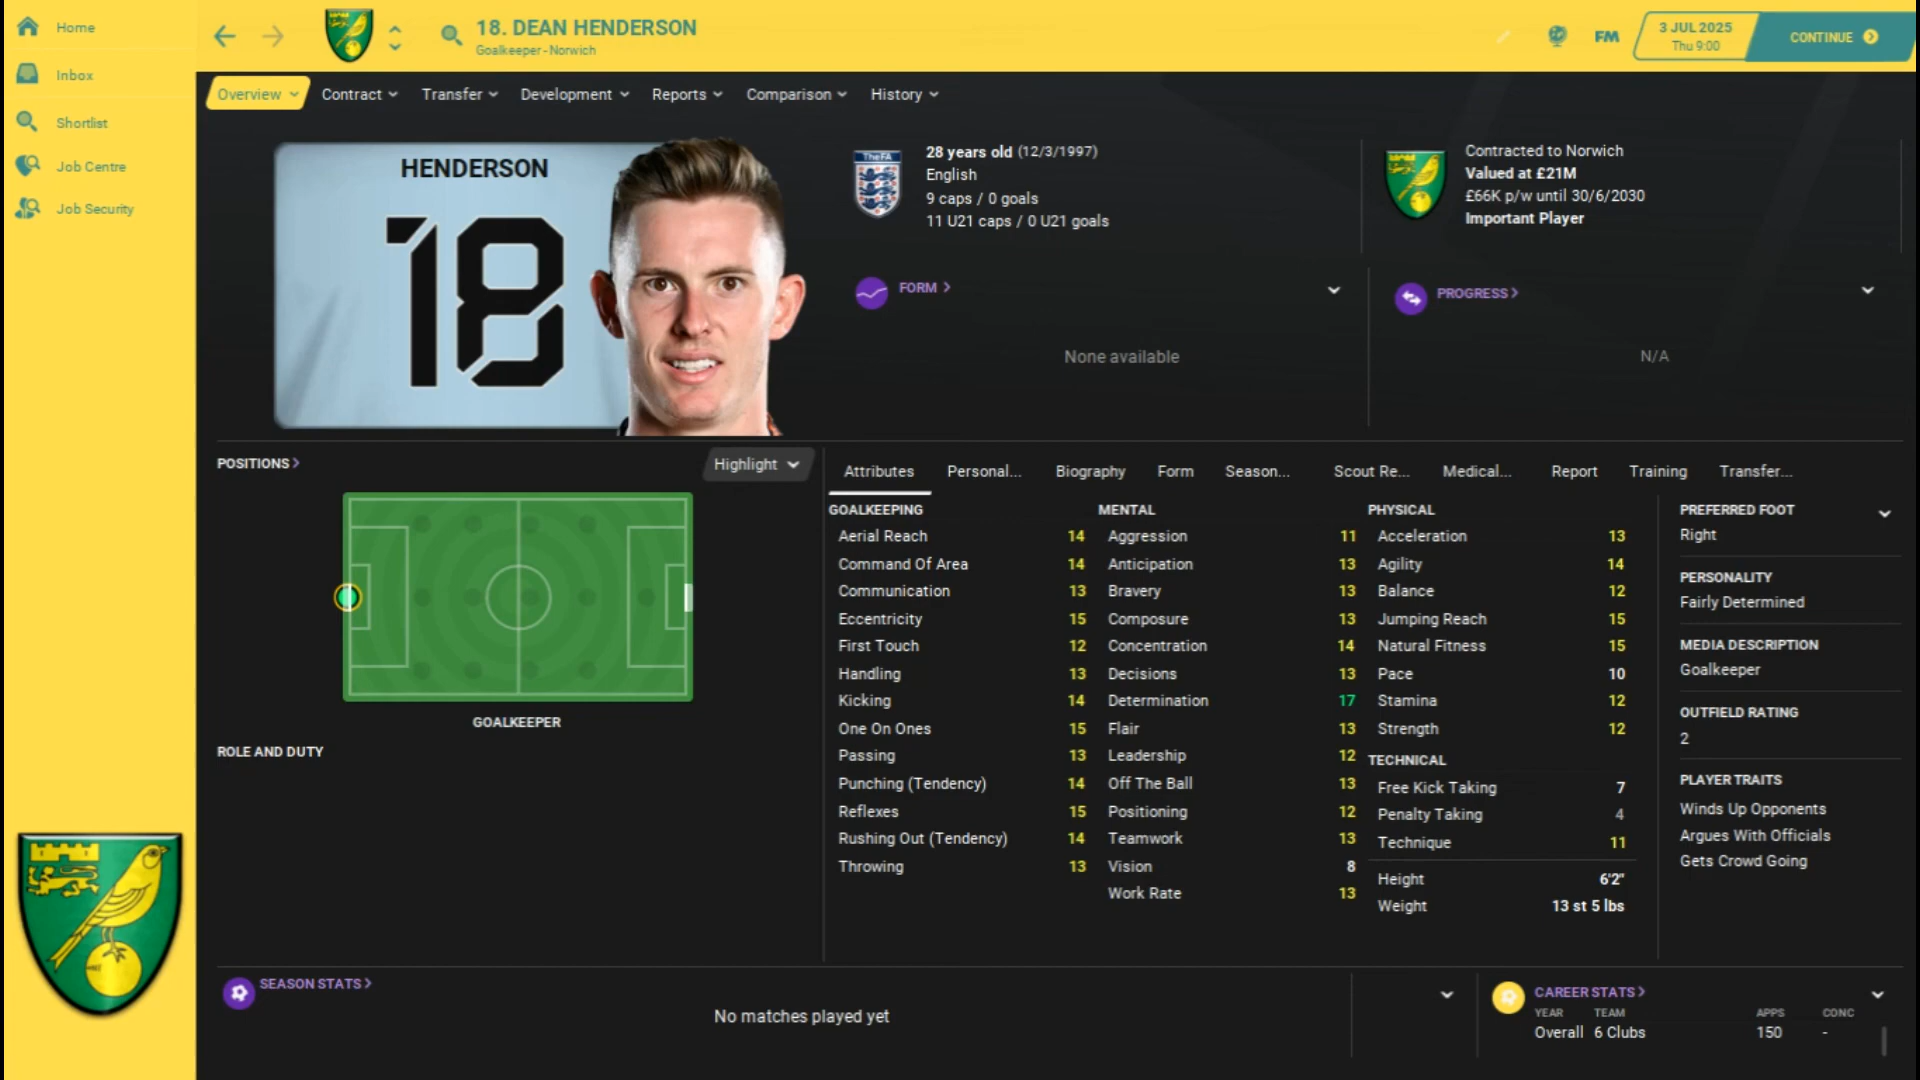 Home
Inbox
Shortlist
Job Centre
Job Security
18. DEAN HENDERSON
Goalkeeper - Norwich
FM
3 JUL 2025
Thu 9:00
CONTINUE
Overview
Contract
Transfer
Development
Reports
Comparison
History
HENDERSON
18
The FA
28 years old (12/3/1997)
English
9 caps / 0 goals
11 U21 caps / 0 U21 goals
Contracted to Norwich
Valued at £21M
£66K p/w until 30/6/2030
Important Player
FORM >
None available
PROGRESS >
N/A
POSITIONS >
Highlight
GOALKEEPER
ROLE AND DUTY
Attributes
Personal...
Biography
Form
Season...
Scout Re...
Medical...
Report
Training
Transfer...
GOALKEEPING
Aerial Reach 14
Command Of Area 14
Communication 13
Eccentricity 15
First Touch 12
Handling 13
Kicking 14
One On Ones 15
Passing 13
Punching (Tendency) 14
Reflexes 15
Rushing Out (Tendency) 14
Throwing 13
MENTAL
Aggression 11
Anticipation 13
Bravery 13
Composure 13
Concentration 14
Decisions 13
Determination 17
Flair 13
Leadership 12
Off The Ball 13
Positioning 12
Teamwork 13
Vision 8
Work Rate 13
PHYSICAL
Acceleration 13
Agility 14
Balance 12
Jumping Reach 15
Natural Fitness 15
Pace 10
Stamina 12
Strength 12
TECHNICAL
Free Kick Taking 7
Penalty Taking 4
Technique 11
Height 6'2"
Weight 13 st 5 lbs
PREFERRED FOOT
Right
PERSONALITY
Fairly Determined
MEDIA DESCRIPTION
Goalkeeper
OUTFIELD RATING
2
PLAYER TRAITS
Winds Up Opponents
Argues With Officials
Gets Crowd Going
SEASON STATS >
No matches played yet
CAREER STATS >
YEAR TEAM APPS CONC
Overall 6 Clubs 150 -